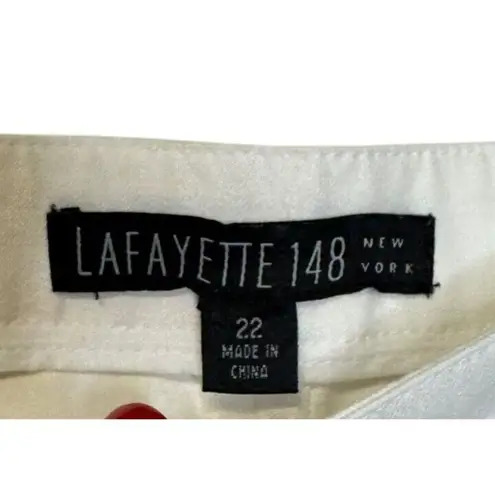 LAFAYETTE 148 NEW YORK
22
MADE IN
CHINA